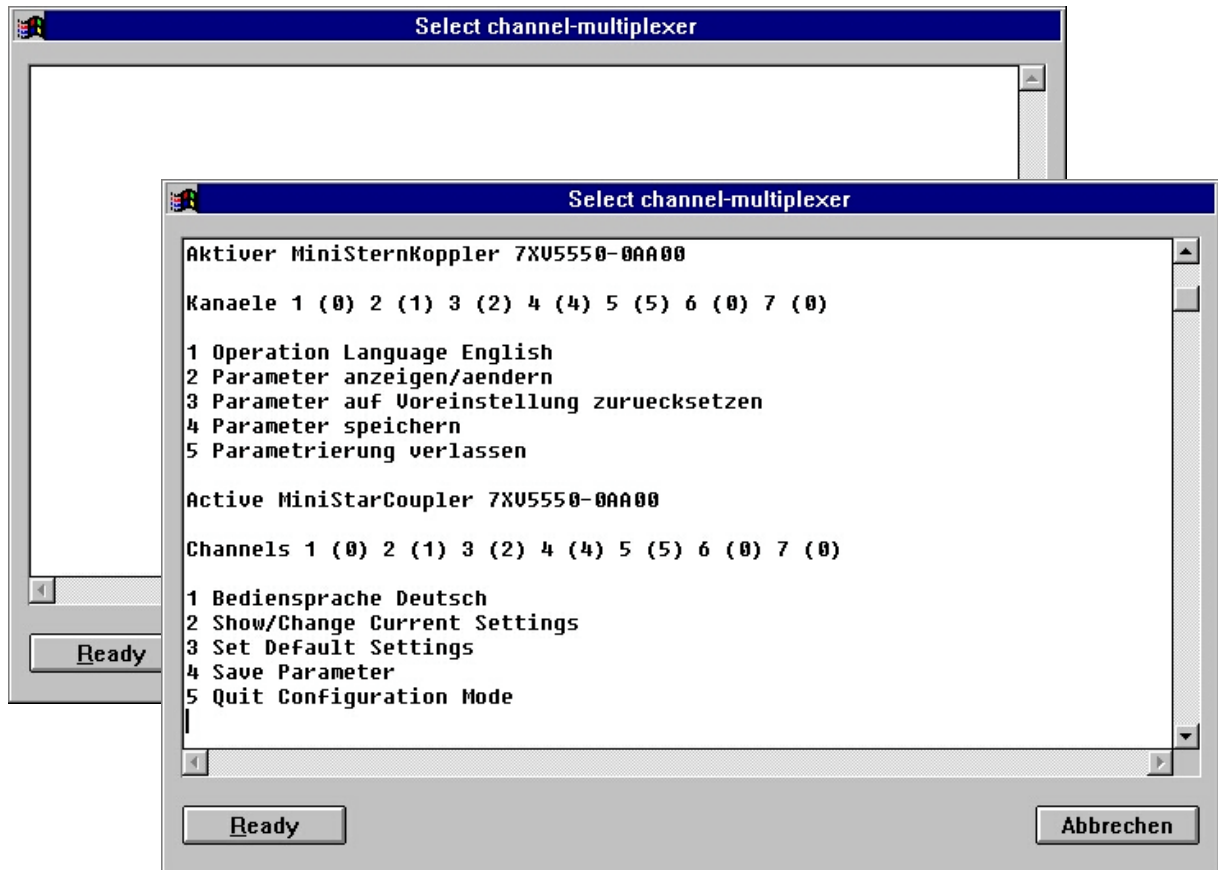 Select channel-multiplexer
Ready
Select channel-multiplexer
Aktiver MiniSternKoppler 7XV5550-0AA00
Kanaele 1 (0) 2 (1) 3 (2) 4 (4) 5 (5) 6 (0) 7 (0)
1 Operation Language English
2 Parameter anzeigen/aendern
3 Parameter auf Voreinstellung zuruecksetzen
4 Parameter speichern
5 Parametrierung verlassen
Active MiniStarCoupler 7XV5550-0AA00
Channels 1 (0) 2 (1) 3 (2) 4 (4) 5 (5) 6 (0) 7 (0)
1 Bediensprache Deutsch
2 Show/Change Current Settings
3 Set Default Settings
4 Save Parameter
5 Quit Configuration Mode
Ready
Abbrechen